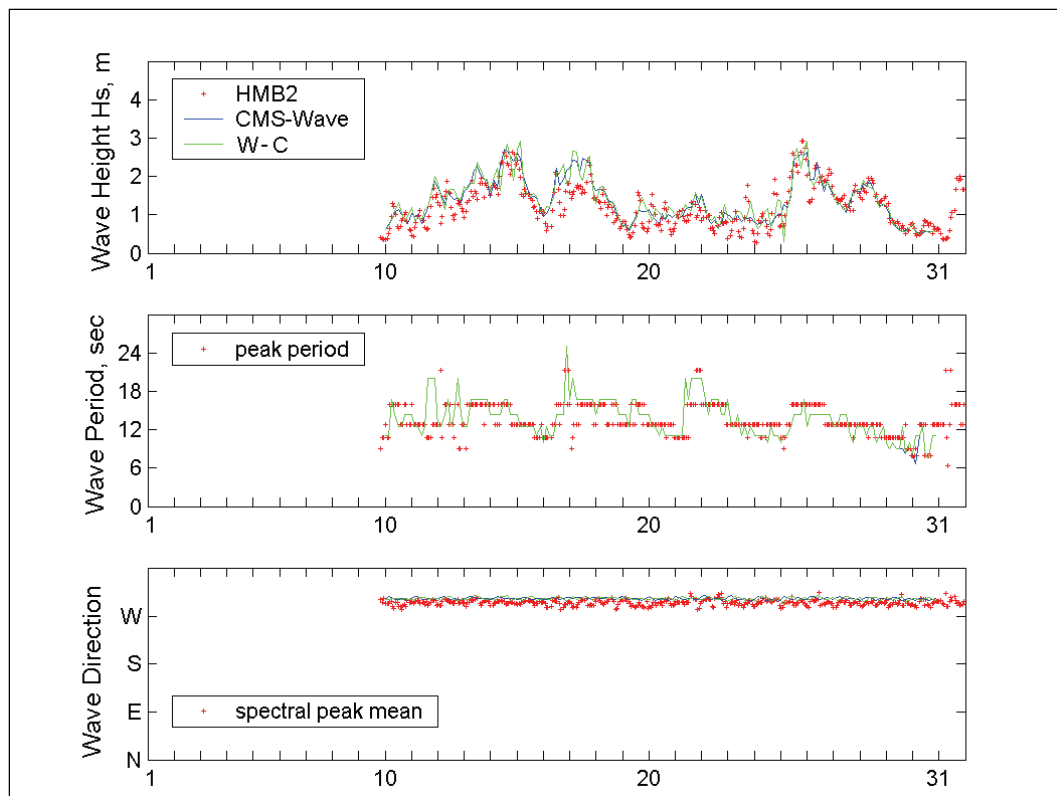 Wave Height Hs, m
4
3
2
1
0
HMB2
CMS-Wave
W-C
1
10
20
31
Wave Period, sec
24
18
12
6
0
peak period
1
10
20
31
Wave Direction
W
S
E
N
spectral peak mean
1
10
20
31